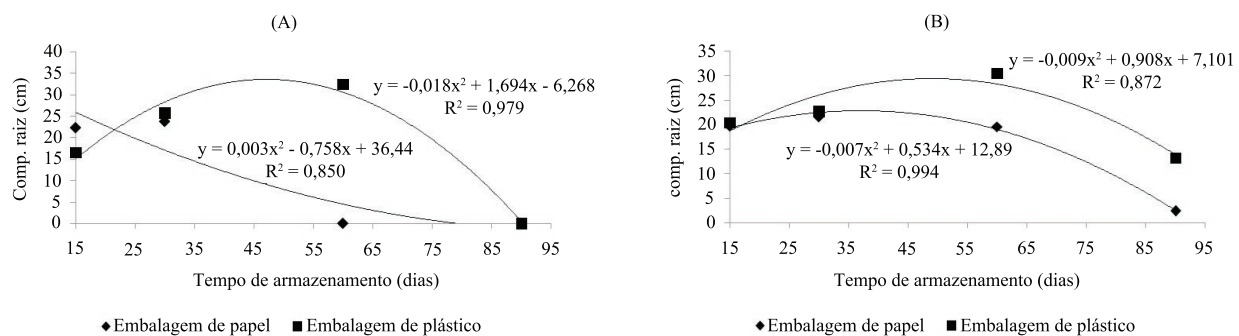 (A)
Comp. raiz (cm)
40
35
30
25
20
15
10
5
0
y = -0,018x² + 1,694x - 6,268
R² = 0,979
y = 0,003x² - 0,758x + 36,44
R² = 0,850
15 25 35 45 55 65 75 85 95
Tempo de armazenamento (dias)
Embalagem de papel Embalagem de plástico
(B)
comp. raiz (cm)
35
30
25
20
15
10
5
0
y = -0,009x² + 0,908x + 7,101
R² = 0,872
y = -0,007x² + 0,534x + 12,89
R² = 0,994
15 25 35 45 55 65 75 85 95
Tempo de armazenamento (dias)
Embalagem de papel Embalagem de plástico